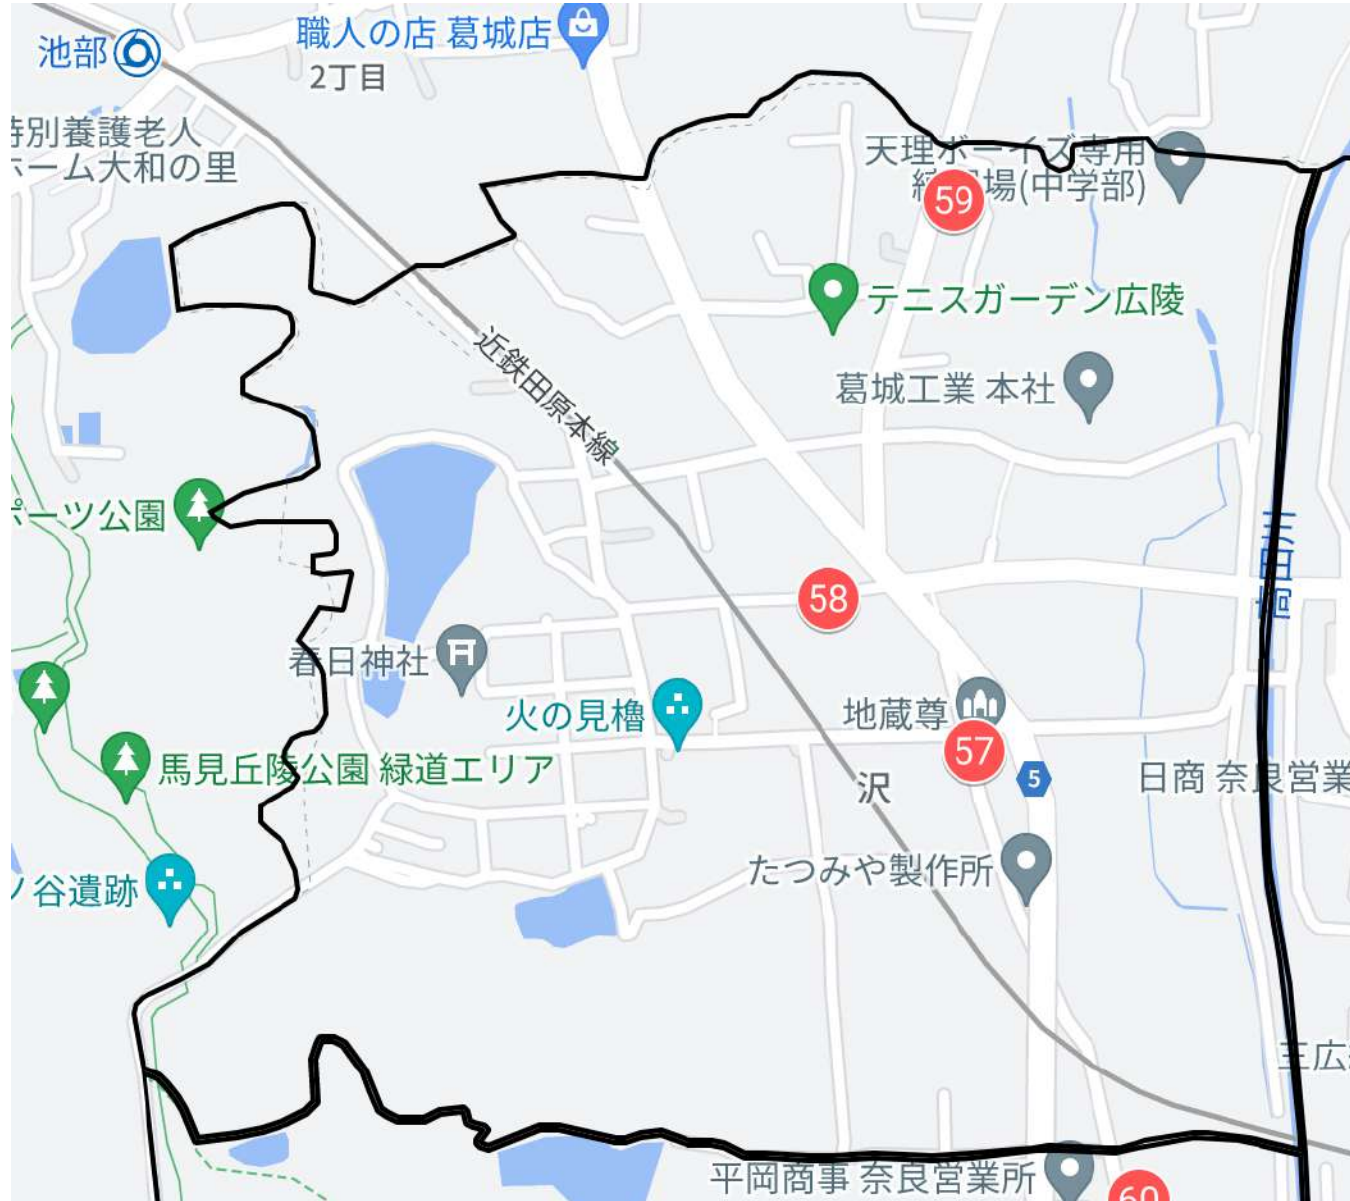 職人の店 葛城店
池部
2丁目
特別養護老人
ホーム大和の里
天理ボーイズ専用
練習場(中学部)
59
テニスガーデン広陵
近鉄田原本線
葛城工業 本社
ポーツ公園
高田川
58
春日神社
火の見櫓
地蔵尊
57
馬見丘陵公園 緑道エリア
沢
5
日商 奈良営業
たつみや製作所
ノ谷遺跡
三広
平岡商事 奈良営業所
60